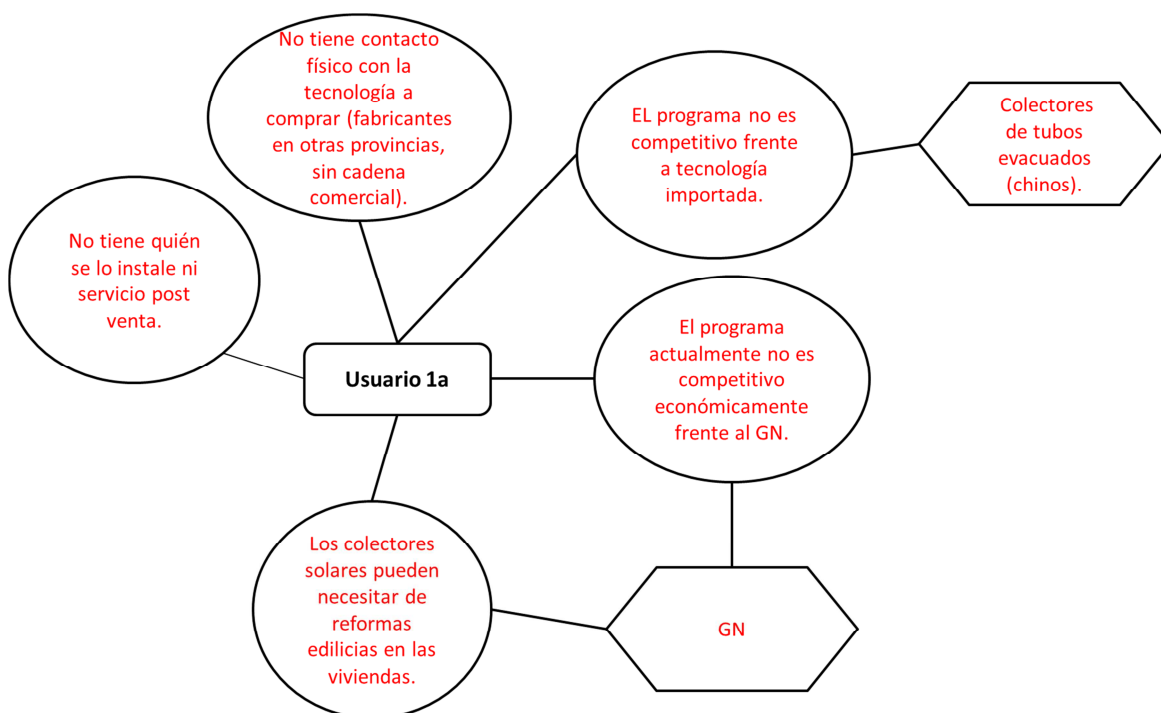 No tiene contacto
físico con la
tecnología a
comprar (fabricantes
en otras provincias,
sin cadena
comercial).
EL programa no es
competitivo frente
a tecnología
importada.
Colectores
de tubos
evacuados
(chinos).
No tiene quién
se lo instale ni
servicio post
venta.
Usuario 1a
El programa
actualmente no es
competitivo
económicamente
frente al GN.
Los colectores
solares pueden
necesitar de
reformas
edilicias en las
viviendas.
GN